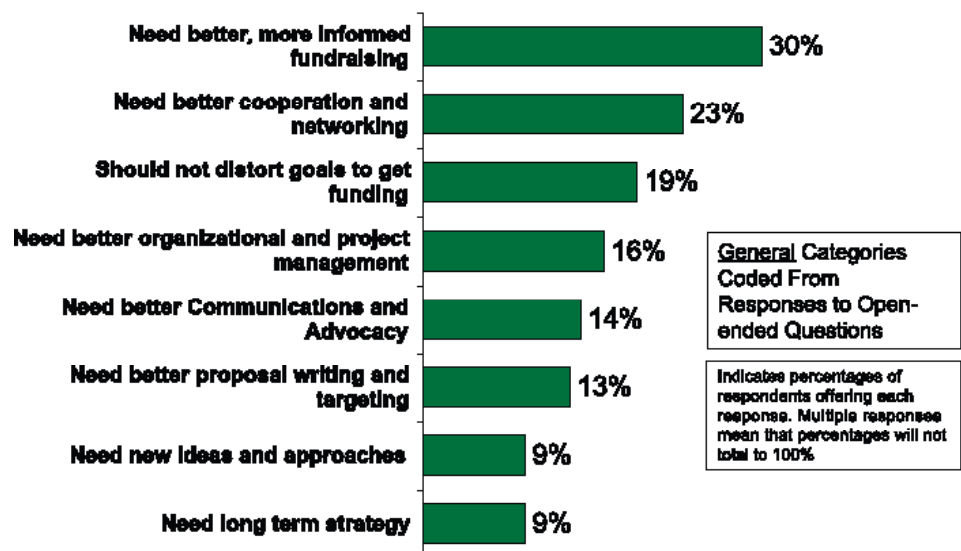 Need better, more informed
fundraising
30%
Need better cooperation and
networking
23%
Should not distort goals to get
funding
19%
Need better organizational and project
management
16%
Need better Communications and
Advocacy
14%
Need better proposal writing and
targeting
13%
Need new ideas and approaches
9%
Need long term strategy
9%
General Categories
Coded From
Responses to Open-
ended Questions
Indicates percentages of
respondents offering each
response. Multiple responses
mean that percentages will not
total to 100%